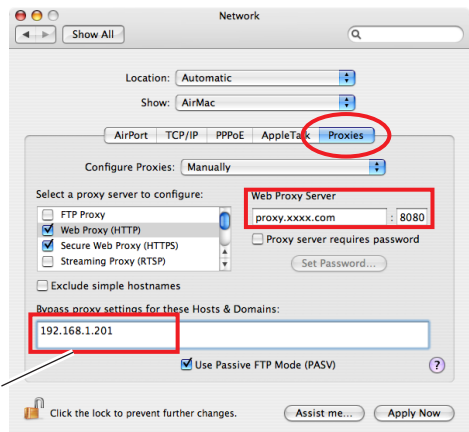 Network
Show All
Location: Automatic
Show: AirMac
AirPort TCP/IP PPPoE AppleTalk Proxies
Configure Proxies: Manually
Select a proxy server to configure:
Web Proxy Server
FTP Proxy
Web Proxy (HTTP)
Secure Web Proxy (HTTPS)
Streaming Proxy (RTSP)
proxy.xxxx.com : 8080
Proxy server requires password
Set Password...
Exclude simple hostnames
Bypass proxy settings for these Hosts & Domains:
192.168.1.201
Use Passive FTP Mode (PASV)
?
Click the lock to prevent further changes.
Assist me...
Apply Now